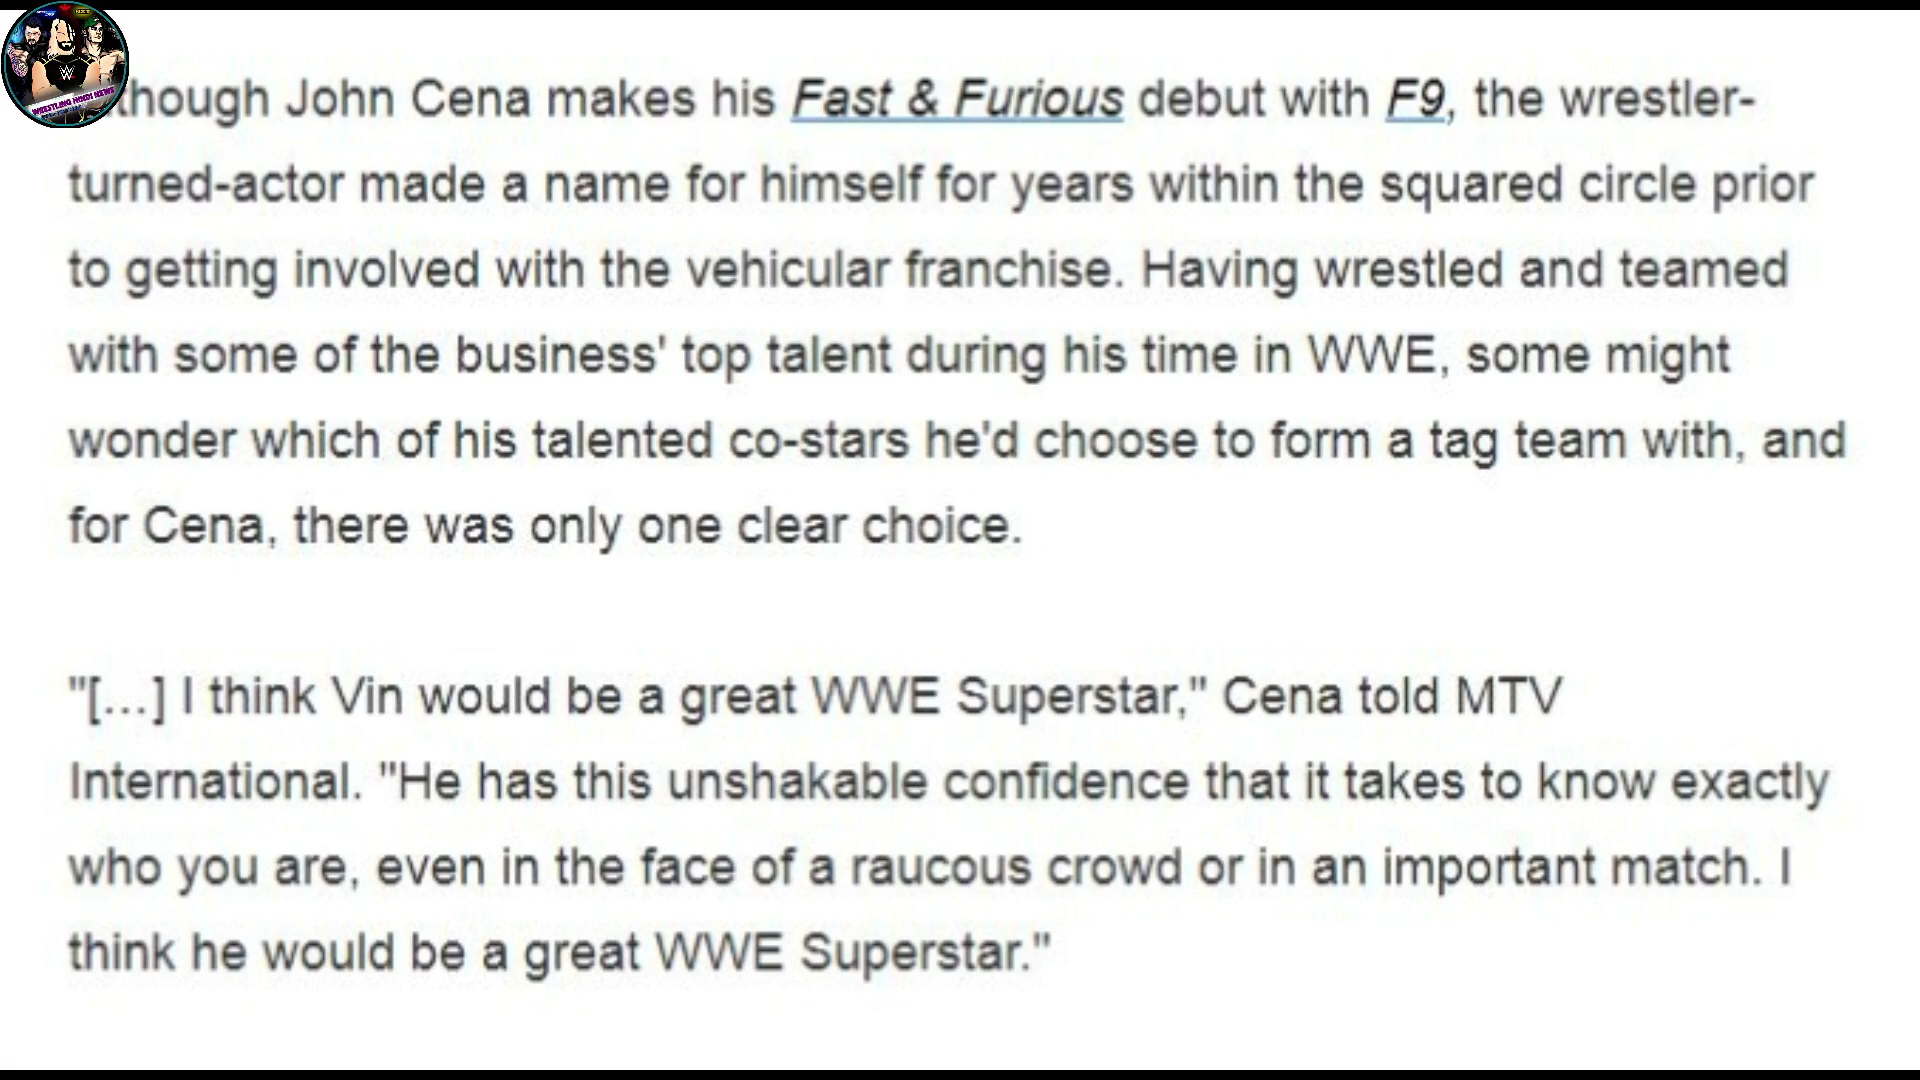 WRESTLING HINDI NEWS
though John Cena makes his Fast & Furious debut with F9, the wrestler-
turned-actor made a name for himself for years within the squared circle prior
to getting involved with the vehicular franchise. Having wrestled and teamed
with some of the business' top talent during his time in WWE, some might
wonder which of his talented co-stars he'd choose to form a tag team with, and
for Cena, there was only one clear choice.
"[...] I think Vin would be a great WWE Superstar," Cena told MTV
International. "He has this unshakable confidence that it takes to know exactly
who you are, even in the face of a raucous crowd or in an important match. I
think he would be a great WWE Superstar."